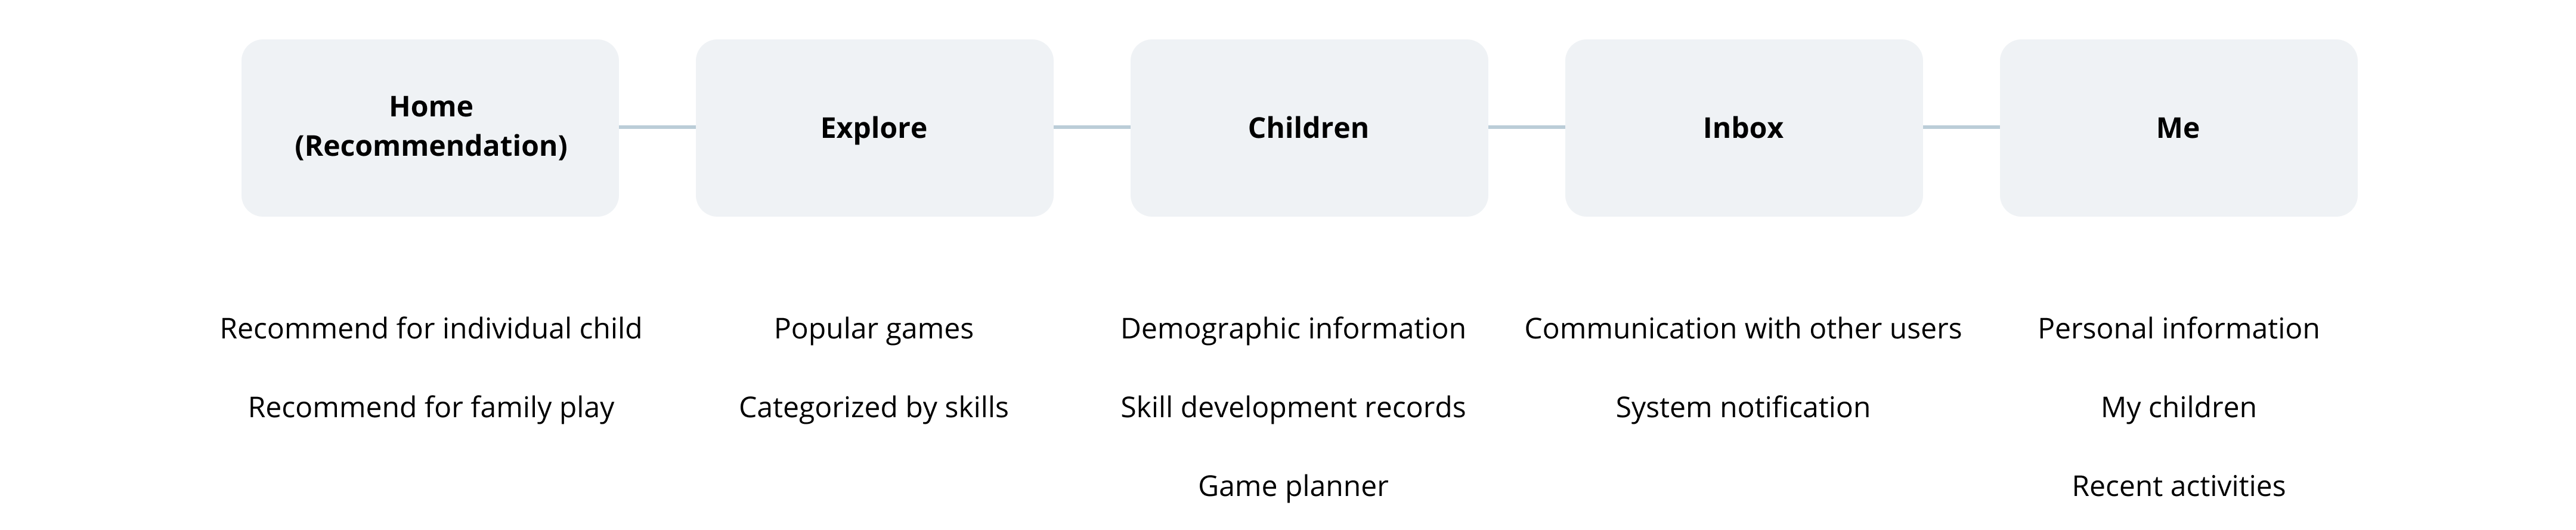 Home
(Recommendation)
Explore
Children
Inbox
Me
Recommend for individual child
Popular games
Demographic information
Communication with other users
Personal information
Recommend for family play
Categorized by skills
Skill development records
System notification
My children
Game planner
Recent activities